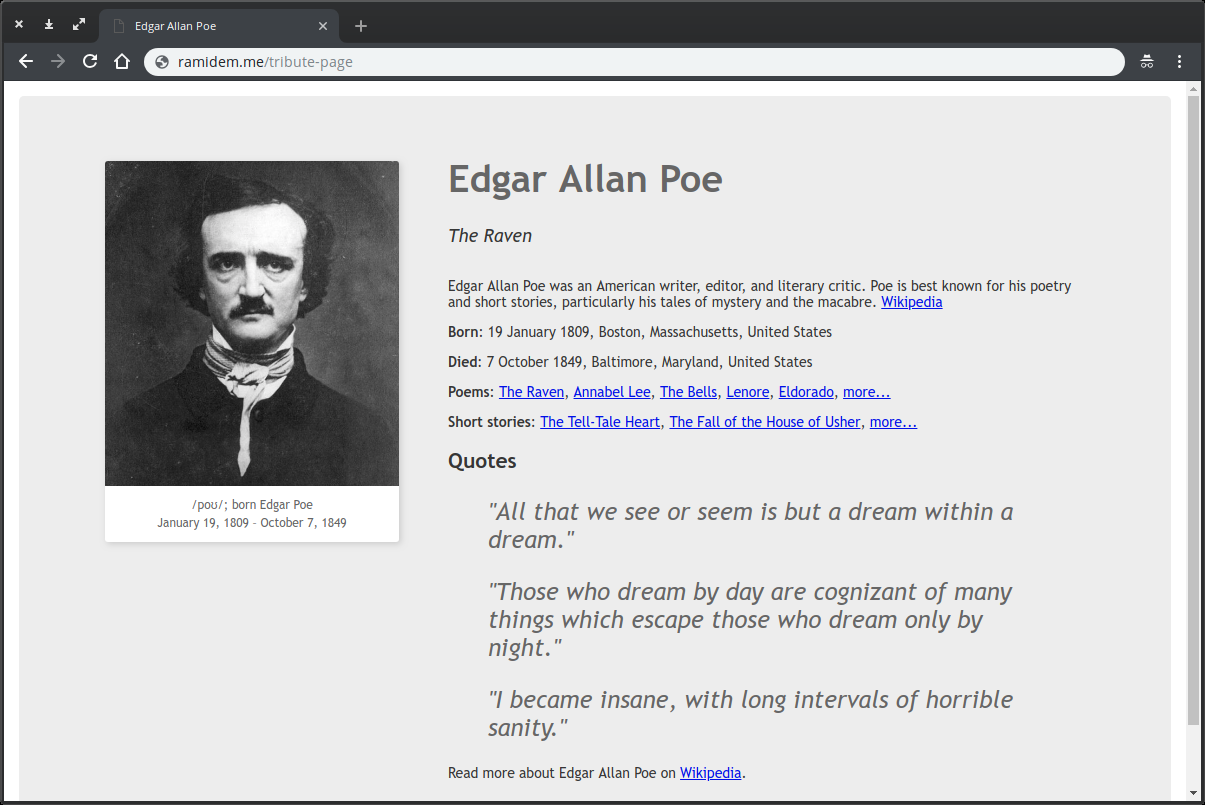 Edgar Allan Poe
ramidem.me/tribute-page
Edgar Allan Poe
The Raven
Edgar Allan Poe was an American writer, editor, and literary critic. Poe is best known for his poetry
and short stories, particularly his tales of mystery and the macabre. Wikipedia
Born: 19 January 1809, Boston, Massachusetts, United States
Died: 7 October 1849, Baltimore, Maryland, United States
Poems: The Raven, Annabel Lee, The Bells, Lenore, Eldorado, more...
Short stories: The Tell-Tale Heart, The Fall of the House of Usher, more...
Quotes
/poʊ/; born Edgar Poe
January 19, 1809 - October 7, 1849
"All that we see or seem is but a dream within a
dream."
"Those who dream by day are cognizant of many
things which escape those who dream only by
night."
"I became insane, with long intervals of horrible
sanity."
Read more about Edgar Allan Poe on Wikipedia.